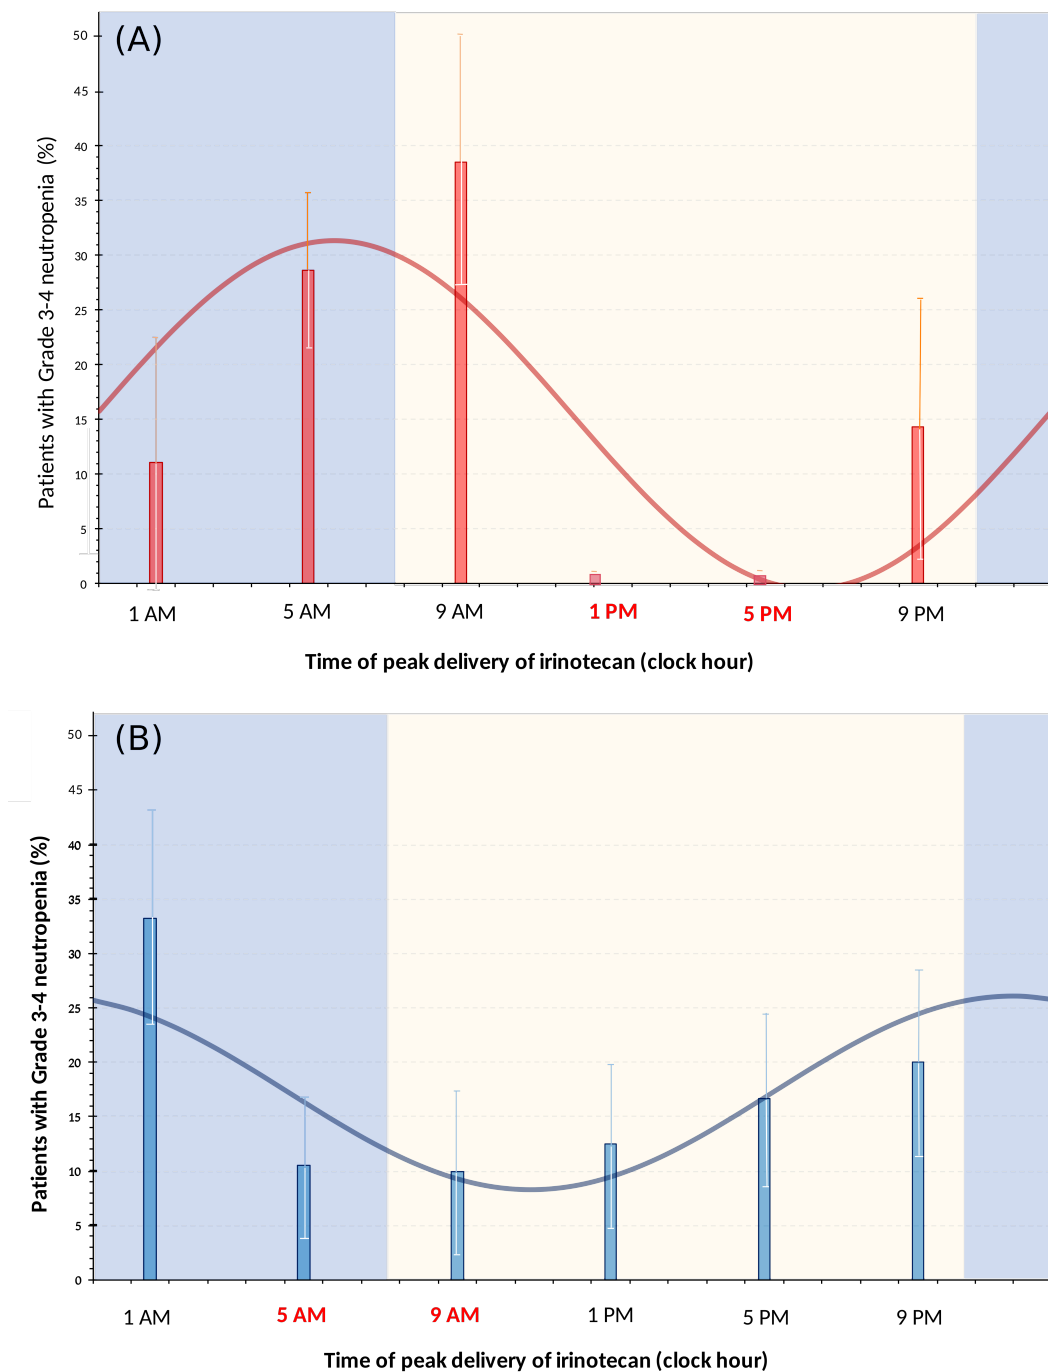 (A)
50
45
40
35
30
25
20
15
10
5
0
Patients with Grade 3-4 neutropenia (%)
1 AM 5 AM 9 AM 1 PM 5 PM 9 PM
Time of peak delivery of irinotecan (clock hour)
(B)
50
45
40
35
30
25
20
15
10
5
0
Patients with Grade 3-4 neutropenia (%)
1 AM 5 AM 9 AM 1 PM 5 PM 9 PM
Time of peak delivery of irinotecan (clock hour)